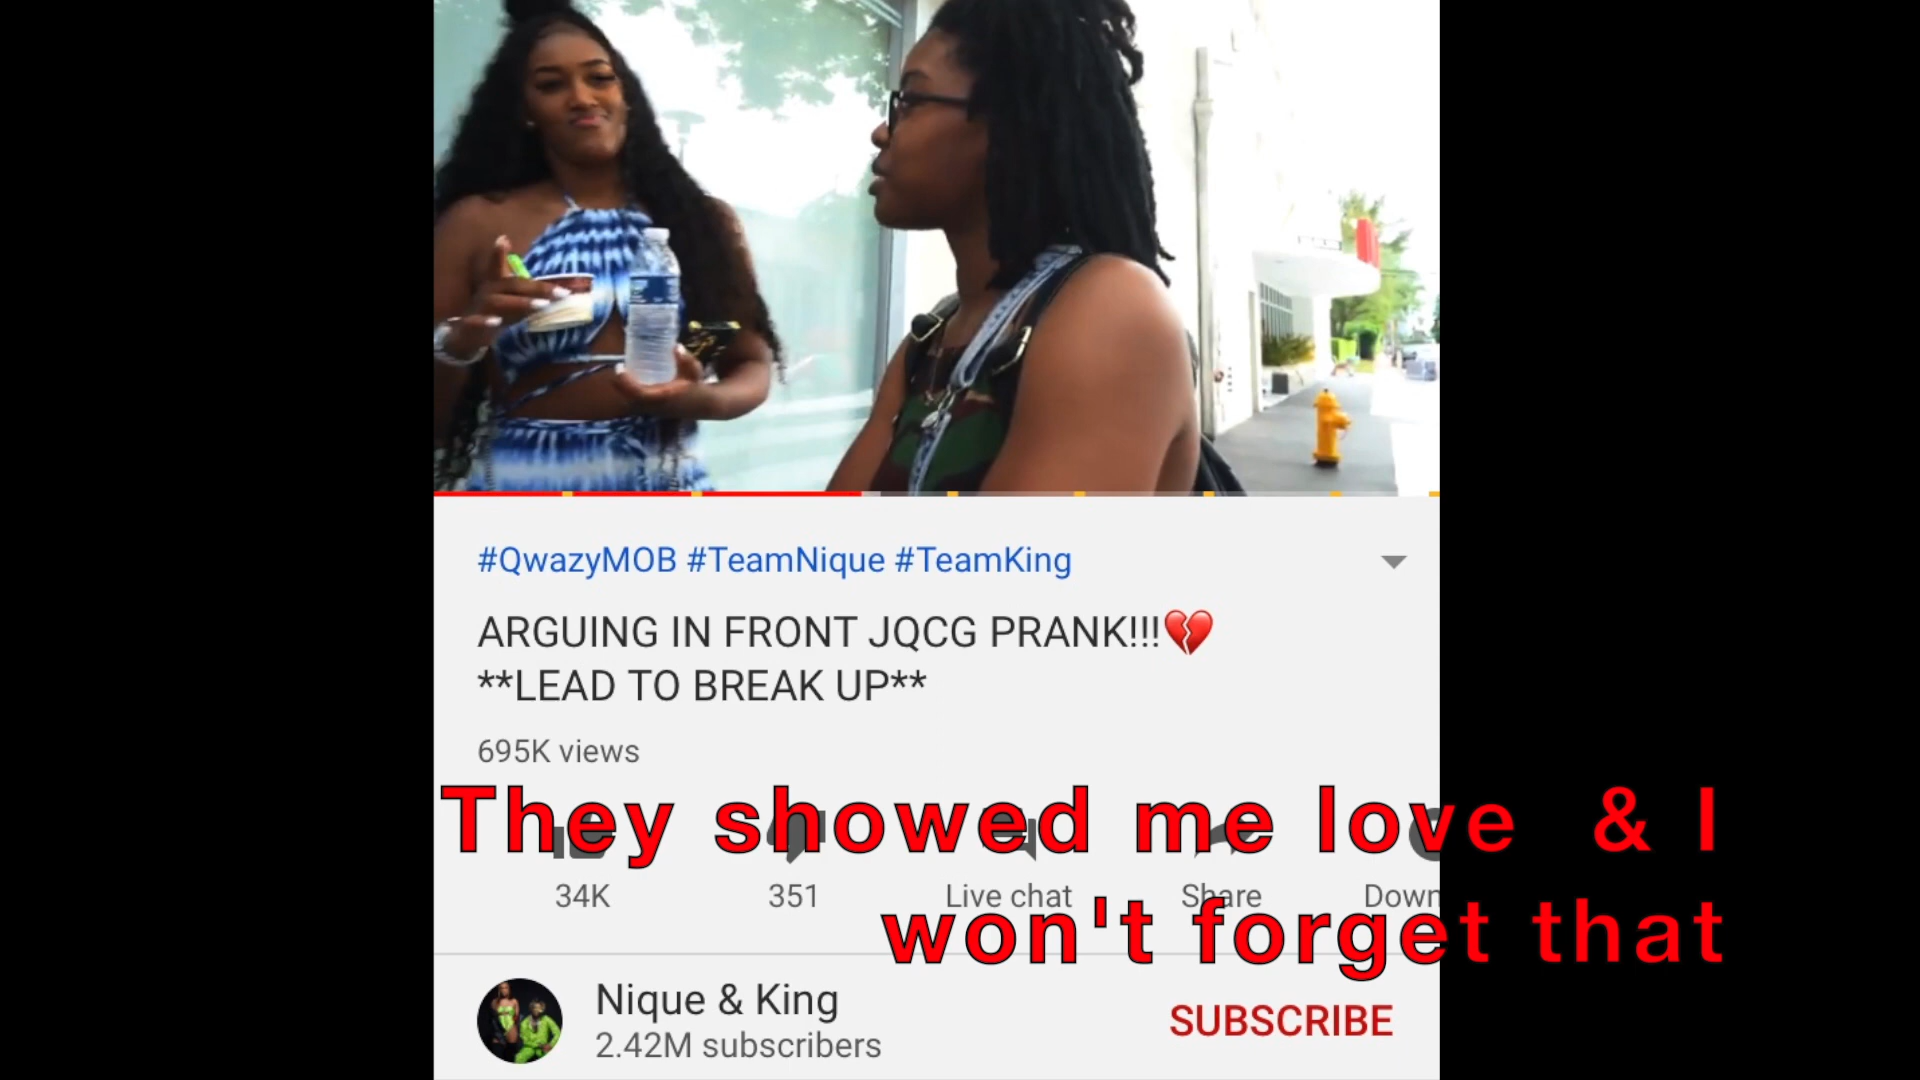 #QwazyMOB #TeamNique #TeamKing
ARGUING IN FRONT JQCG PRANK!!!💔
**LEAD TO BREAK UP**
695K views
They showed me love & I
34K 351 Live chat Share Down
won't forget that
Nique & King
2.42M subscribers
SUBSCRIBE